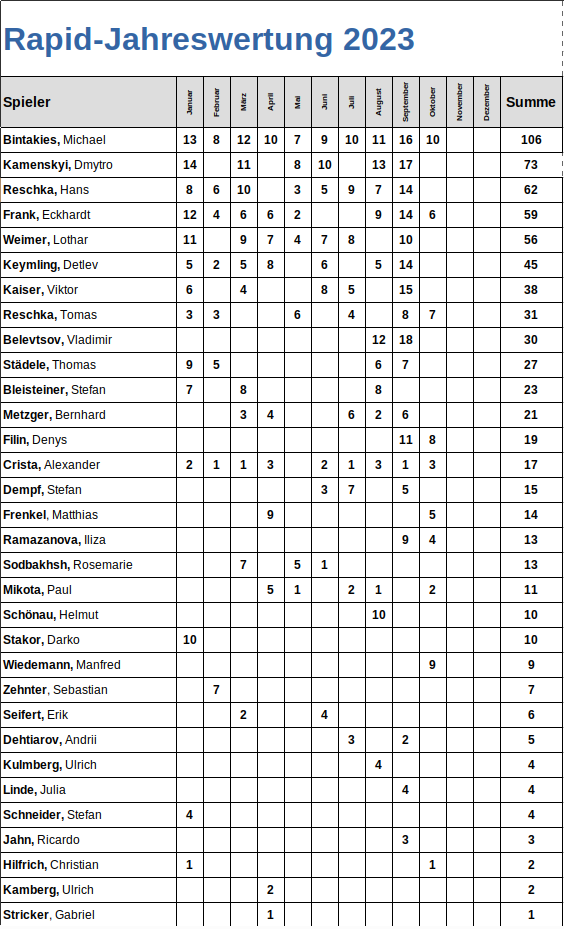 Rapid-Jahreswertung 2023
Spieler Januar Februar März April Mai Juni Juli August September Oktober November Dezember Summe
Bintakies, Michael 13 8 12 10 7 9 10 11 16 10 106
Kamenskyi, Dmytro 14 11 8 10 13 17 73
Reschka, Hans 8 6 10 3 5 9 7 14 62
Frank, Eckhardt 12 4 6 6 2 9 14 6 59
Weimer, Lothar 11 9 7 4 7 8 10 56
Keymling, Detlev 5 2 5 8 6 5 14 45
Kaiser, Viktor 6 4 8 5 15 38
Reschka, Tomas 3 3 6 4 8 7 31
Belevtsov, Vladimir 12 18 30
Städele, Thomas 9 5 6 7 27
Bleisteiner, Stefan 7 8 8 23
Metzger, Bernhard 3 4 6 2 6 21
Filin, Denys 11 8 19
Crista, Alexander 2 1 1 3 2 1 3 1 3 17
Dempf, Stefan 3 7 5 15
Frenkel, Matthias 9 5 14
Ramazanova, Iliza 9 4 13
Sodbakhsh, Rosemarie 7 5 1 13
Mikota, Paul 5 1 2 1 2 11
Schönau, Helmut 10 10
Stakor, Darko 10 10
Wiedemann, Manfred 9 9
Zehnter, Sebastian 7 7
Seifert, Erik 2 4 6
Dehtiarov, Andrii 3 2 5
Kulmberg, Ulrich 4 4
Linde, Julia 4 4
Schneider, Stefan 4 4
Jahn, Ricardo 3 3
Hilfrich, Christian 1 1 2
Kamberg, Ulrich 2 2
Stricker, Gabriel 1 1